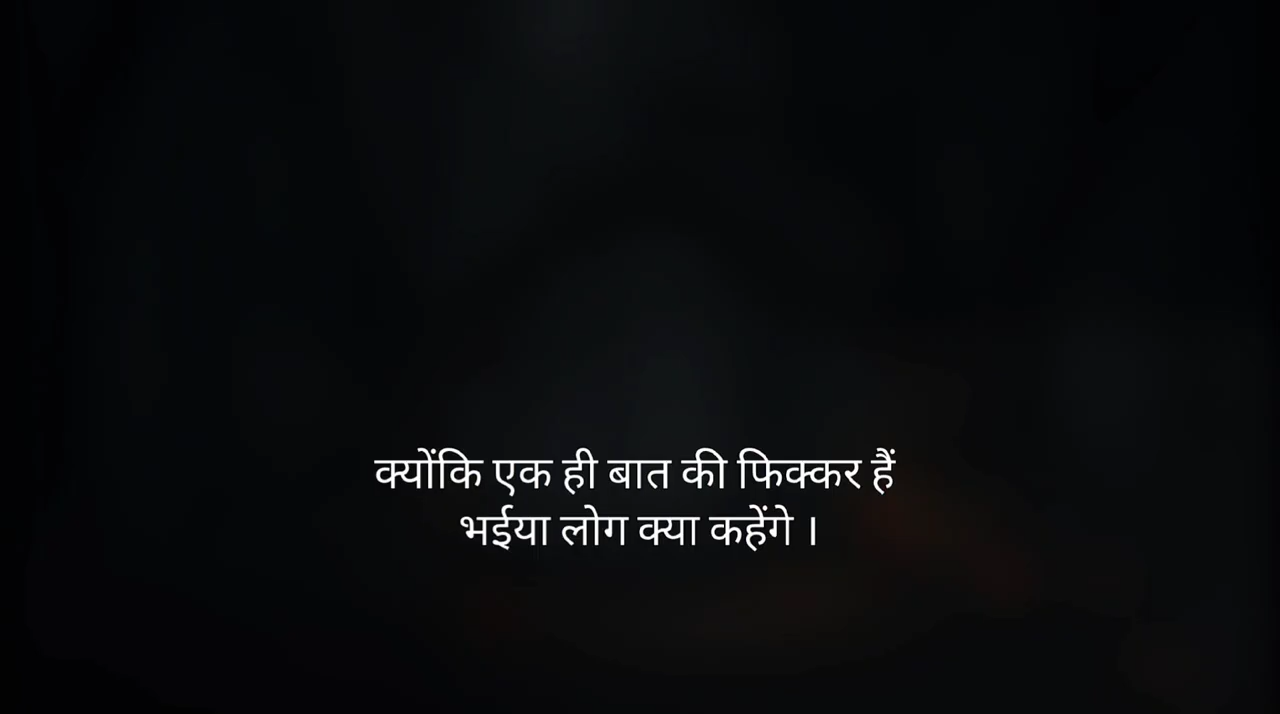 क्योंकि एक ही बात की फिक्कर हैं
भईया लोग क्या कहेंगे ।